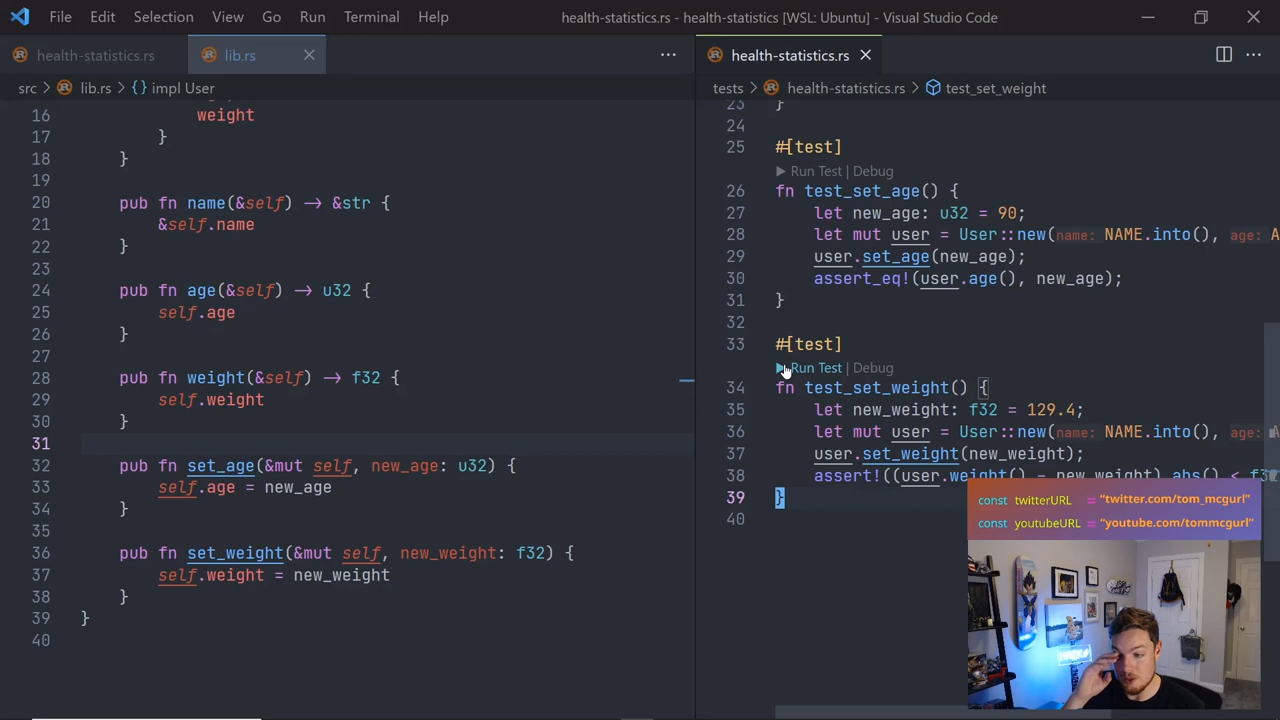 File Edit Selection View Go Run Terminal Help
health-statistics.rs - health-statistics [WSL: Ubuntu] - Visual Studio Code
health-statistics.rs
lib.rs
src > lib.rs > {} impl User
16 weight
17 }
18 }
19
20 pub fn name(&self) -> &str {
21 &self.name
22 }
23
24 pub fn age(&self) -> u32 {
25 self.age
26 }
27
28 pub fn weight(&self) -> f32 {
29 self.weight
30 }
31
32 pub fn set_age(&mut self, new_age: u32) {
33 self.age = new_age
34 }
35
36 pub fn set_weight(&mut self, new_weight: f32) {
37 self.weight = new_weight
38 }
39 }
40
health-statistics.rs
tests > health-statistics.rs > test_set_weight
23 }
24
25 #[test]
Run Test | Debug
26 fn test_set_age() {
27 let new_age: u32 = 90;
28 let mut user = User::new(name: NAME.into(), age: A
29 user.set_age(new_age);
30 assert_eq!(user.age(), new_age);
31 }
32
33 #[test]
Run Test | Debug
34 fn test_set_weight() {
35 let new_weight: f32 = 129.4;
36 let mut user = User::new(name: NAME.into(), age: A
37 user.set_weight(new_weight);
38 assert!((user.weight() - new_weight).abs() < f32
39 }
40
const twitterURL = "twitter.com/tom_mcgurl"
const youtubeURL = "youtube.com/tommcgurl"